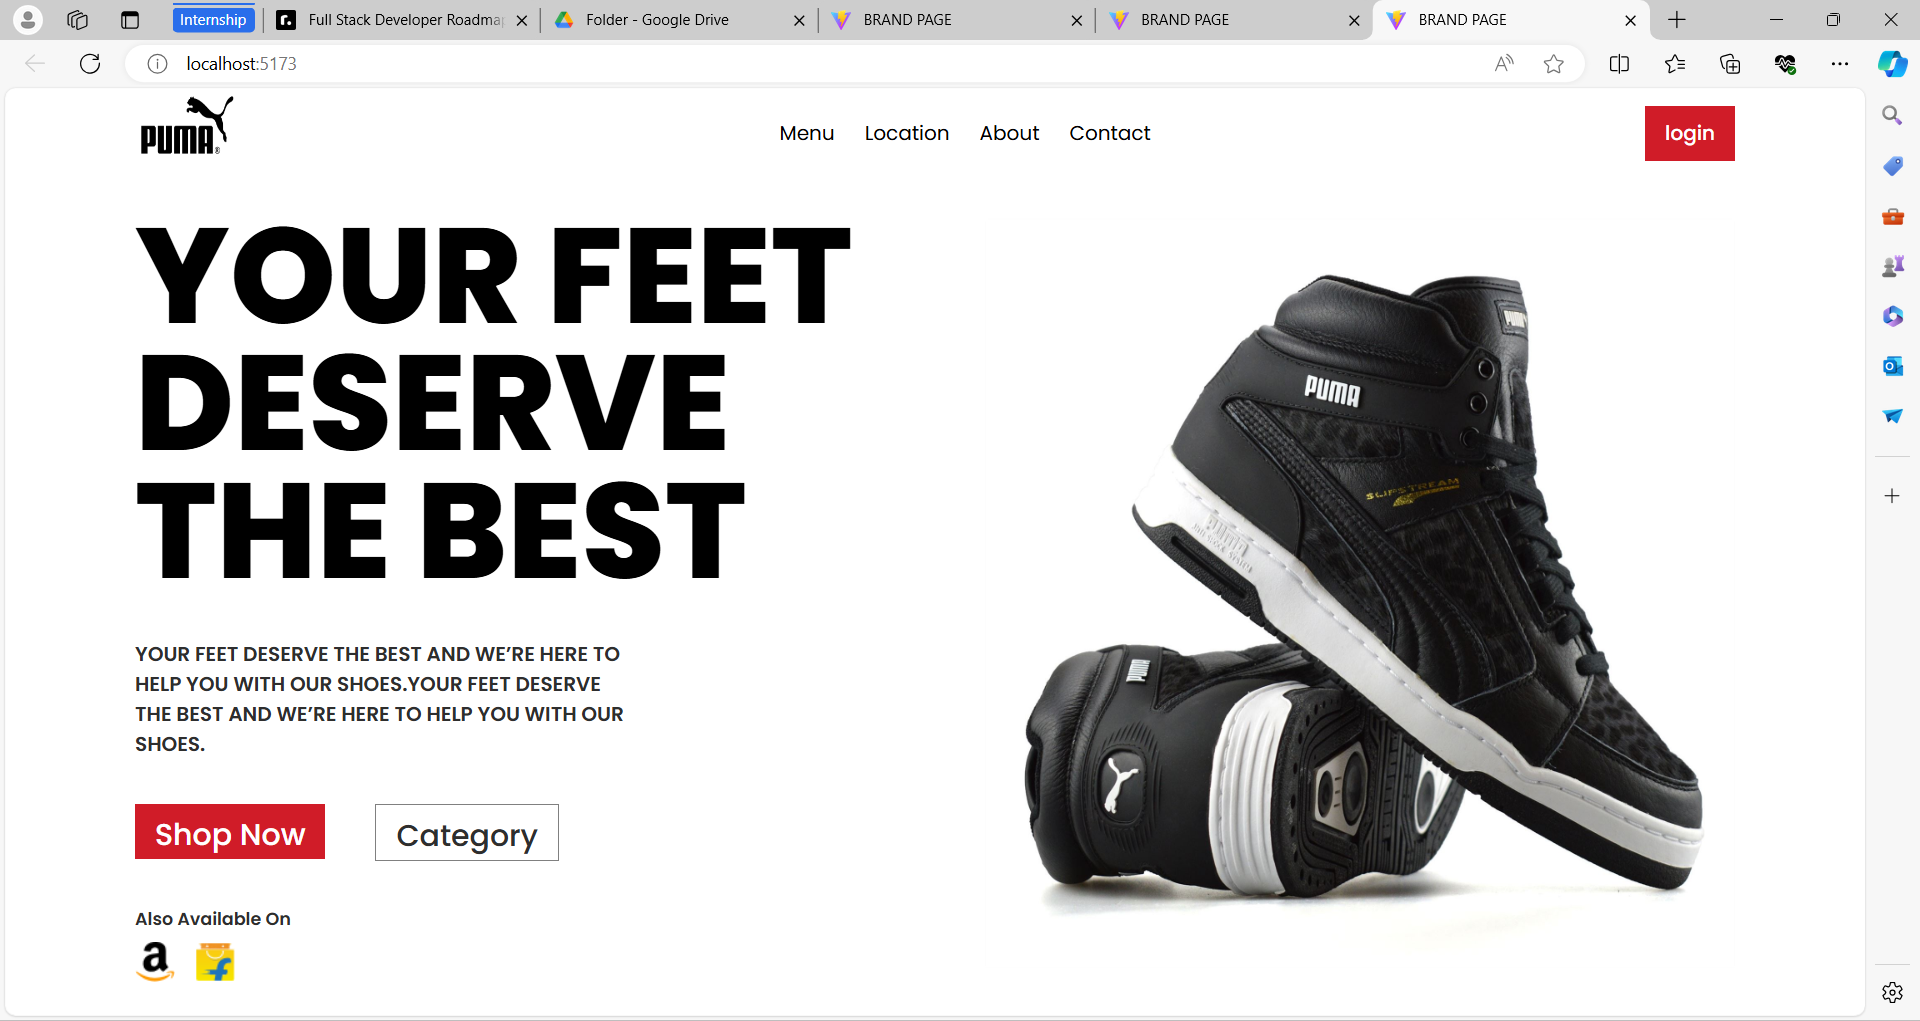 Internship
Full Stack Developer Roadma
Folder - Google Drive
BRAND PAGE
BRAND PAGE
BRAND PAGE
localhost:5173
PUMA
Menu
Location
About
Contact
login
YOUR FEET
DESERVE
THE BEST
YOUR FEET DESERVE THE BEST AND WE’RE HERE TO
HELP YOU WITH OUR SHOES.YOUR FEET DESERVE
THE BEST AND WE’RE HERE TO HELP YOU WITH OUR
SHOES.
Shop Now
Category
Also Available On
PUMA
PUMA
SLIPSTREAM
PUMA
PUMA